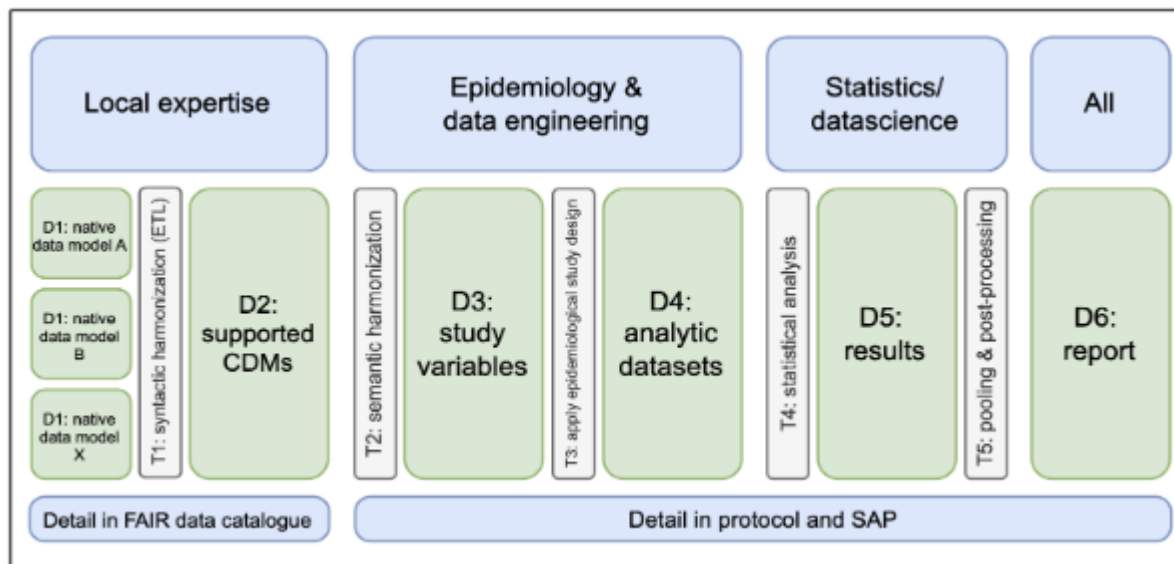 Local expertise
Epidemiology &
data engineering
Statistics/
datascience
All
D1: native
data model A
D1: native
data model
B
D1: native
data model
X
T1: syntactic harmonization (ETL)
D2:
supported
CDMs
T2: semantic harmonization
D3:
study
variables
T3: apply epidemiological study design
D4:
analytic
datasets
T4: statistical analysis
D5:
results
T5: pooling & post-processing
D6:
report
Detail in FAIR data catalogue
Detail in protocol and SAP